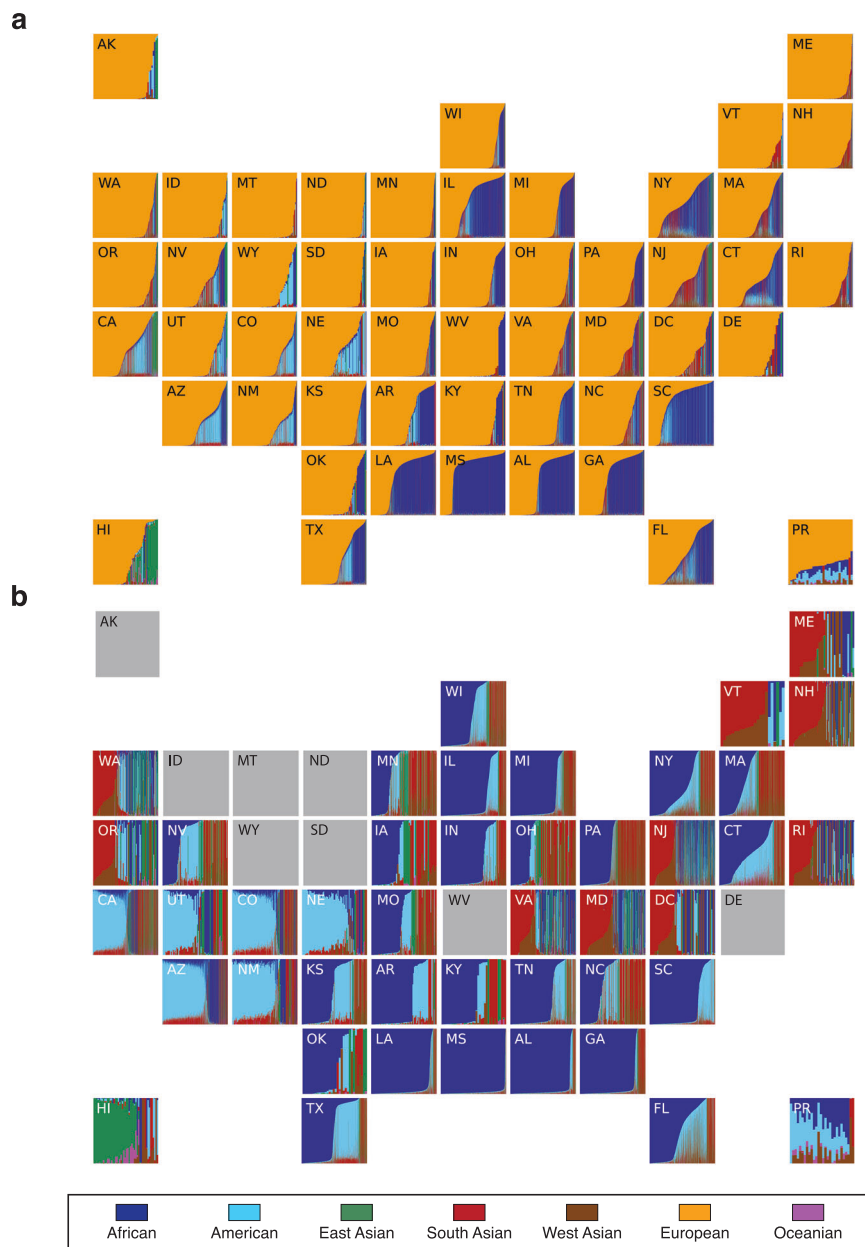 a
AK ME
WI VT NH
WA ID MT ND MN IL MI NY MA
OR NV WY SD IA IN OH PA NJ CT RI
CA UT CO NE MO WV VA MD DC DE
AZ NM KS AR KY TN NC SC
OK LA MS AL GA
HI TX FL PR
b
AK ME
WI VT NH
WA ID MT ND MN IL MI NY MA
OR NV WY SD IA IN OH PA NJ CT RI
CA UT CO NE MO WV VA MD DC DE
AZ NM KS AR KY TN NC SC
OK LA MS AL GA
HI TX FL PR
African American East Asian South Asian West Asian European Oceanian